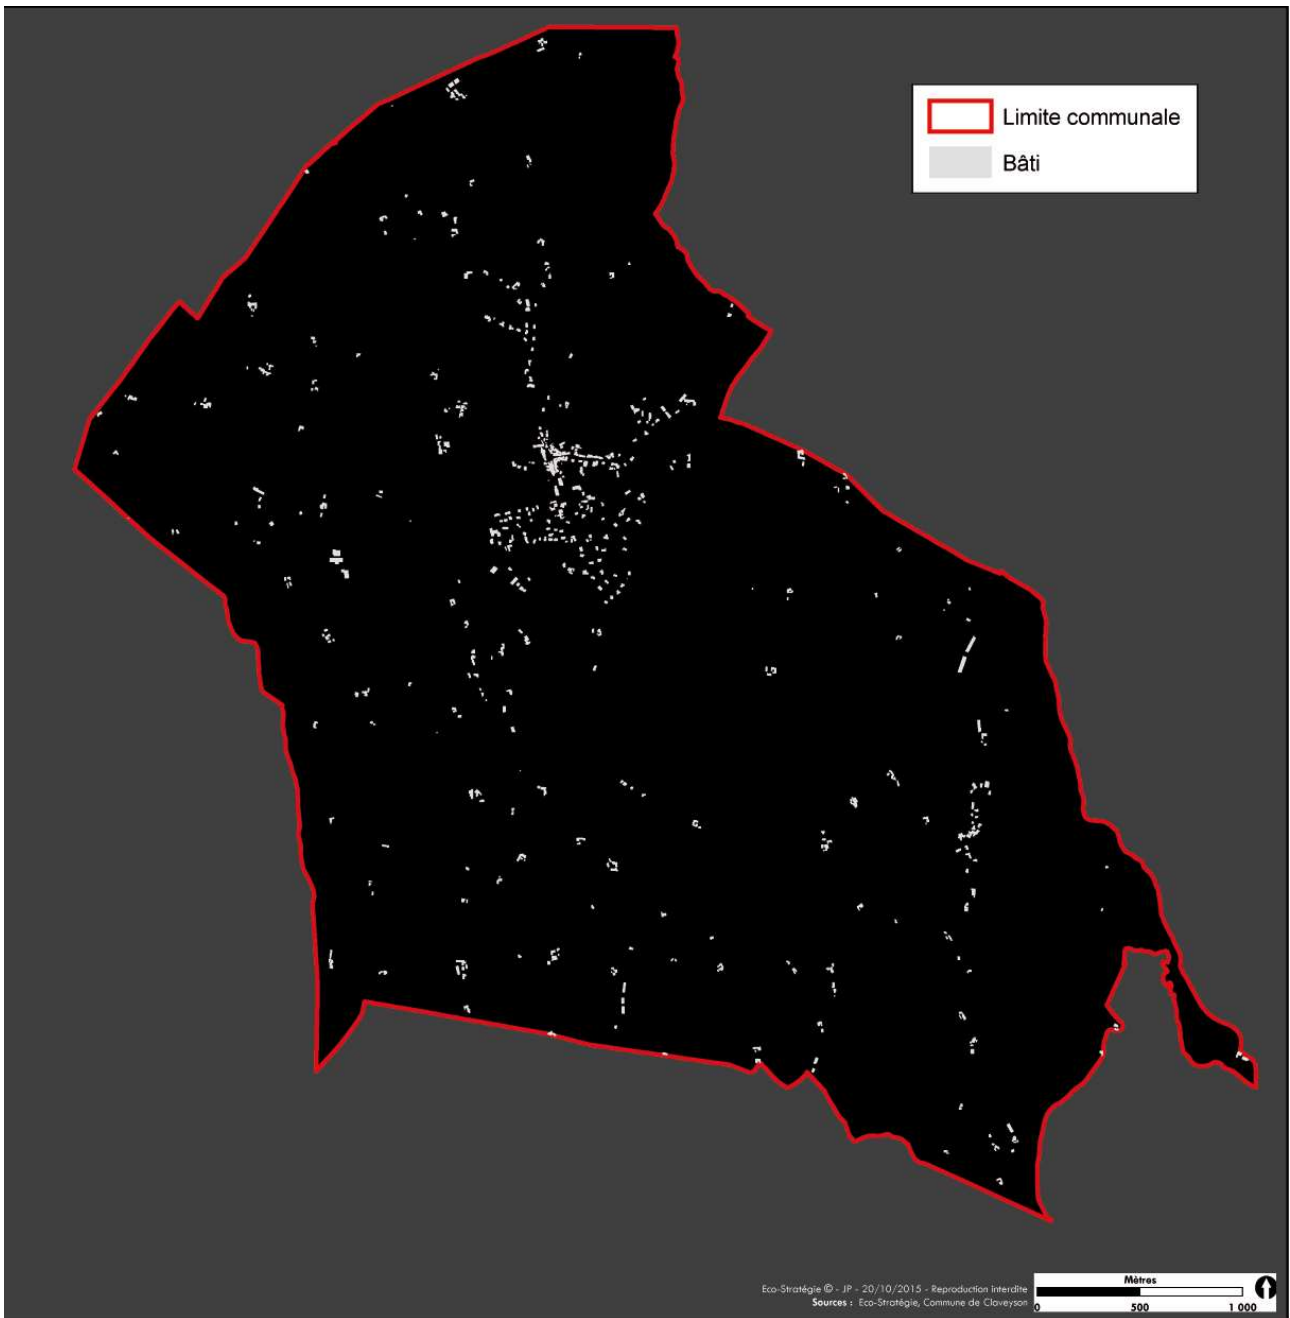 Limite communale
Bâti
Eco-Stratégie © - JP - 20/10/2015 - Reproduction interdite
Sources : Eco-Stratégie, Commune de Claveyson
Mètres
0 500 1 000